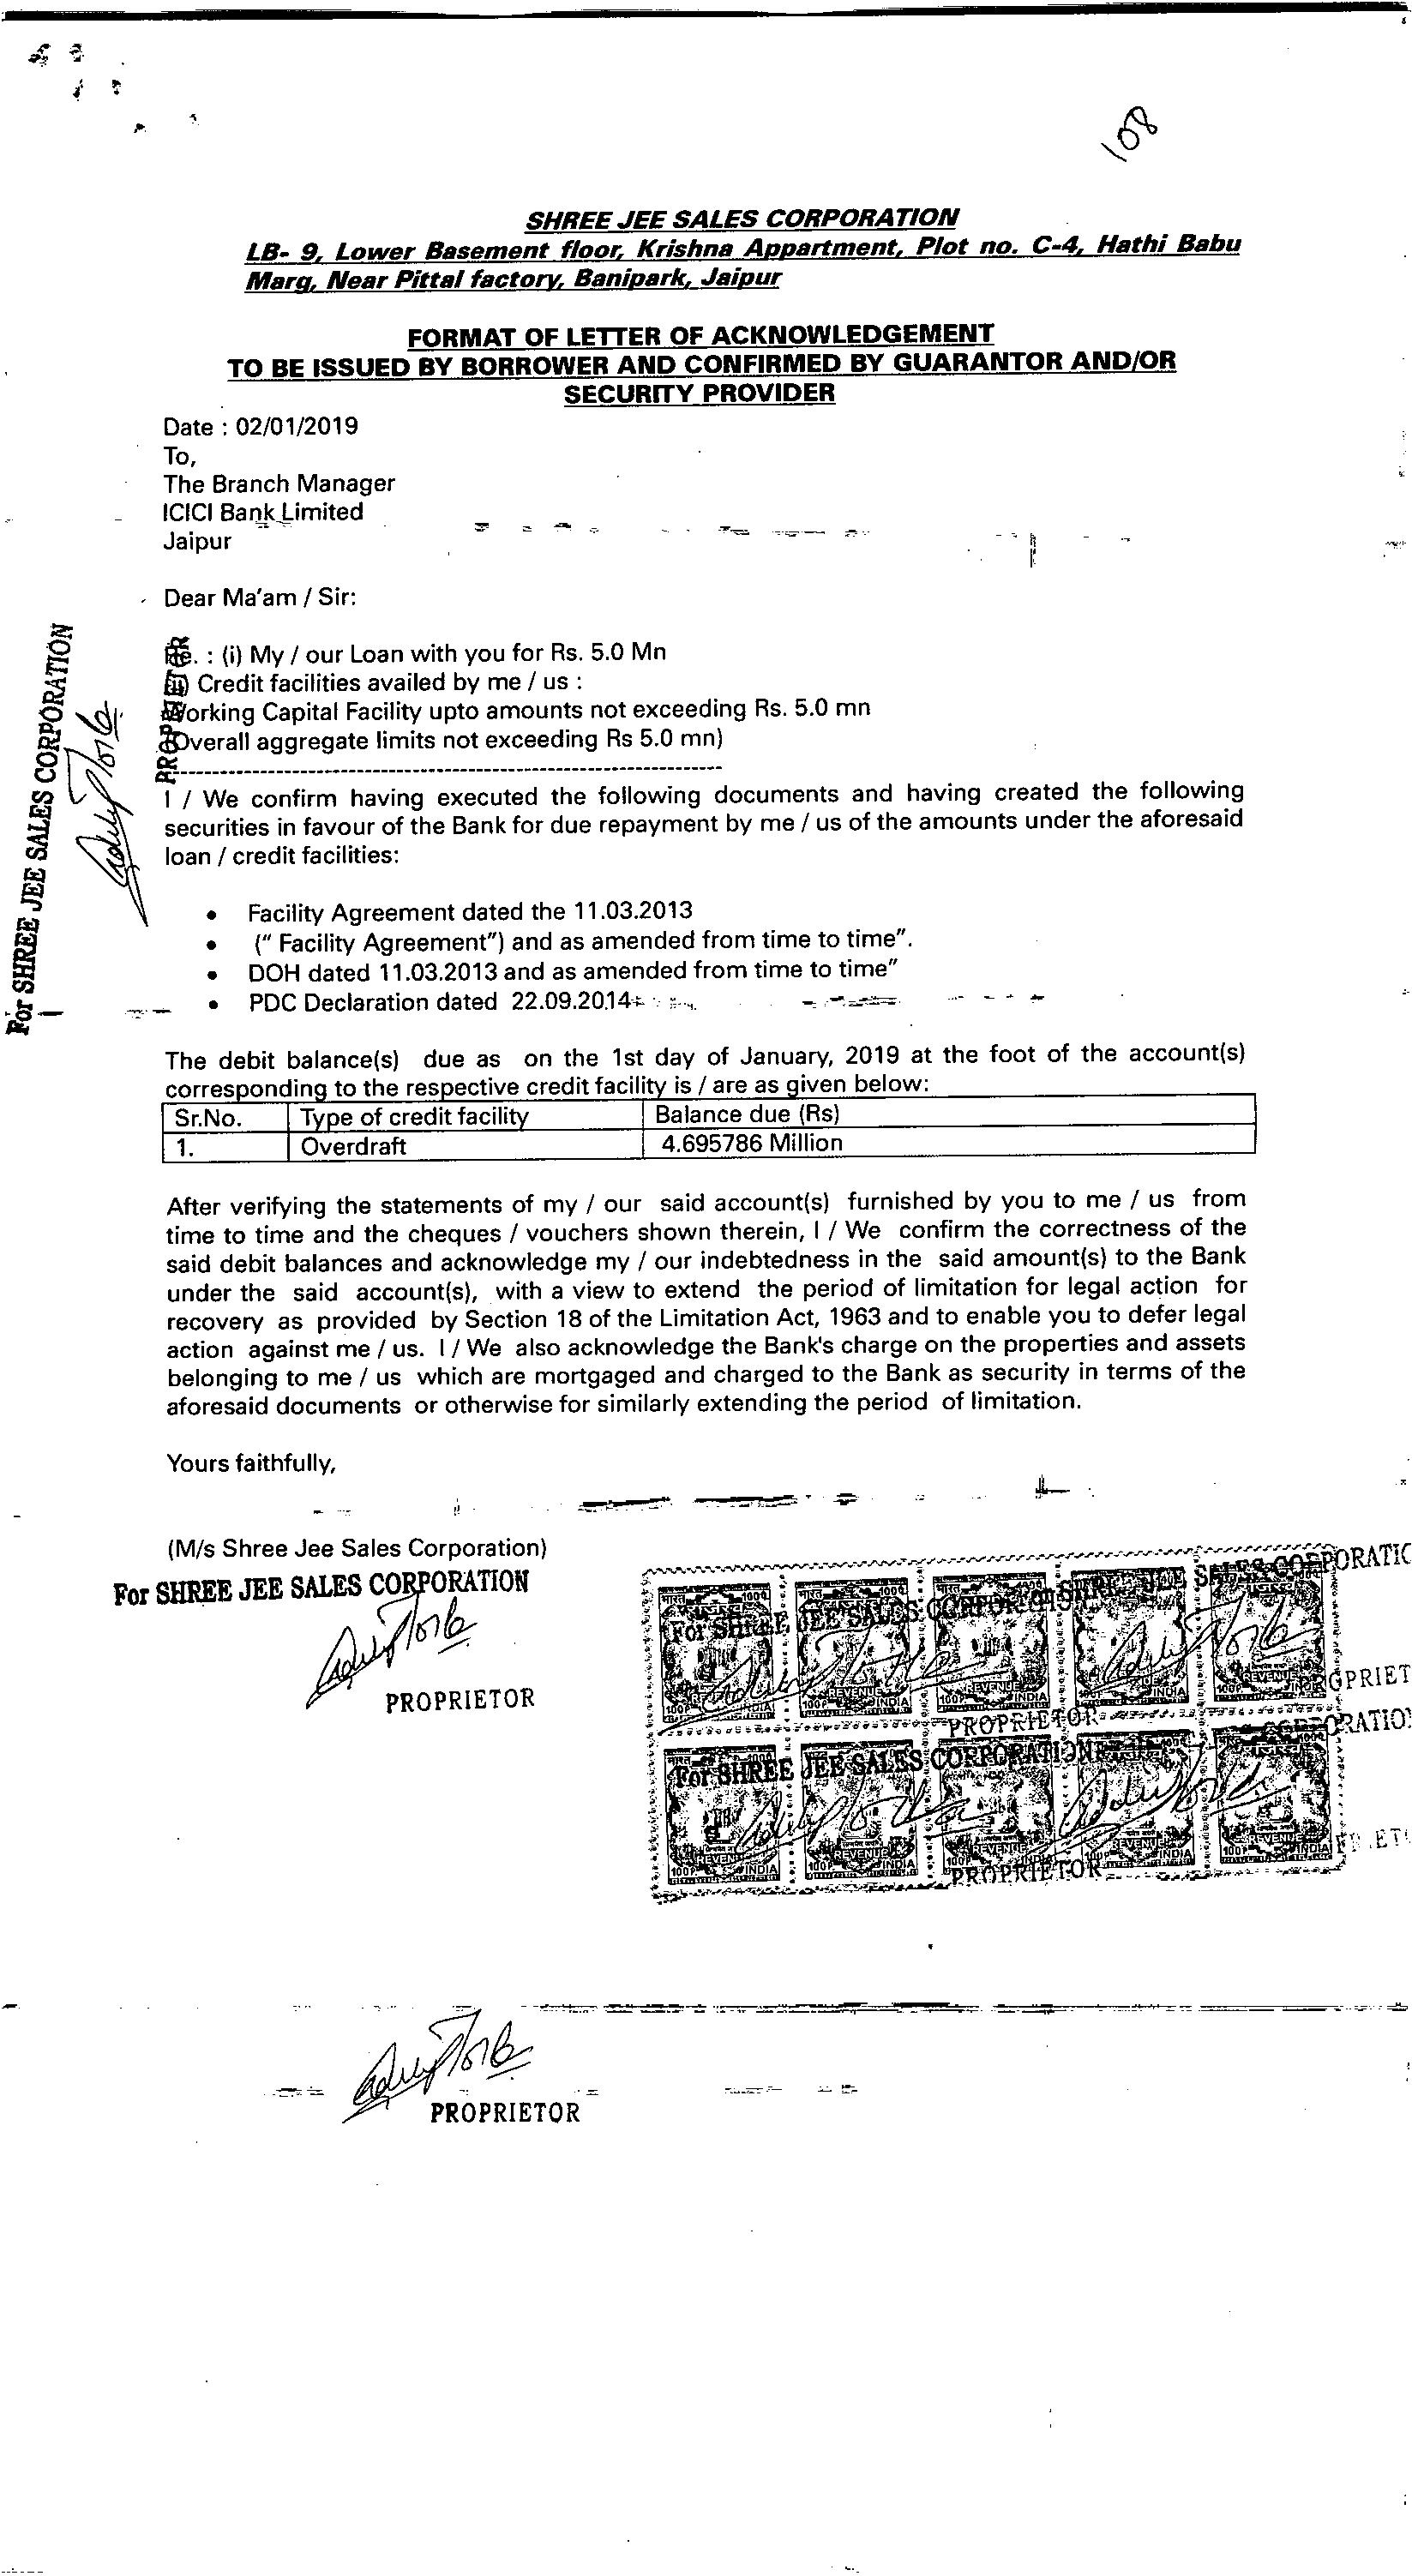 108
SHREE JEE SALES CORPORATION
LB- 9, Lower Basement floor, Krishna Appartment, Plot no. C-4, Hathi Babu
Marg, Near Pittal factory, Banipark, Jaipur
FORMAT OF LETTER OF ACKNOWLEDGEMENT
TO BE ISSUED BY BORROWER AND CONFIRMED BY GUARANTOR AND/OR
SECURITY PROVIDER
Date : 02/01/2019
To,
The Branch Manager
ICICI Bank Limited
Jaipur
Dear Ma'am / Sir:
Re. : (i) My / our Loan with you for Rs. 5.0 Mn
(ii) Credit facilities availed by me / us :
Working Capital Facility upto amounts not exceeding Rs. 5.0 mn
(Overall aggregate limits not exceeding Rs 5.0 mn)
For SHREE JEE SALES CORPORATION
PROPRIETOR
I / We confirm having executed the following documents and having created the following
securities in favour of the Bank for due repayment by me / us of the amounts under the aforesaid
loan / credit facilities:
• Facility Agreement dated the 11.03.2013
• (" Facility Agreement") and as amended from time to time".
• DOH dated 11.03.2013 and as amended from time to time"
• PDC Declaration dated 22.09.2014
The debit balance(s) due as on the 1st day of January, 2019 at the foot of the account(s)
corresponding to the respective credit facility is / are as given below:
Sr.No. Type of credit facility Balance due (Rs)
1. Overdraft 4.695786 Million
After verifying the statements of my / our said account(s) furnished by you to me / us from
time to time and the cheques / vouchers shown therein, I / We confirm the correctness of the
said debit balances and acknowledge my / our indebtedness in the said amount(s) to the Bank
under the said account(s), with a view to extend the period of limitation for legal action for
recovery as provided by Section 18 of the Limitation Act, 1963 and to enable you to defer legal
action against me / us. I / We also acknowledge the Bank's charge on the properties and assets
belonging to me / us which are mortgaged and charged to the Bank as security in terms of the
aforesaid documents or otherwise for similarly extending the period of limitation.
Yours faithfully,
(M/s Shree Jee Sales Corporation)
For SHREE JEE SALES CORPORATION
PROPRIETOR
For SHREE JEE SALES CORPORATION
PROPRIETOR
For SHREE JEE SALES CORPORATION
PROPRIETOR
PROPRIETOR